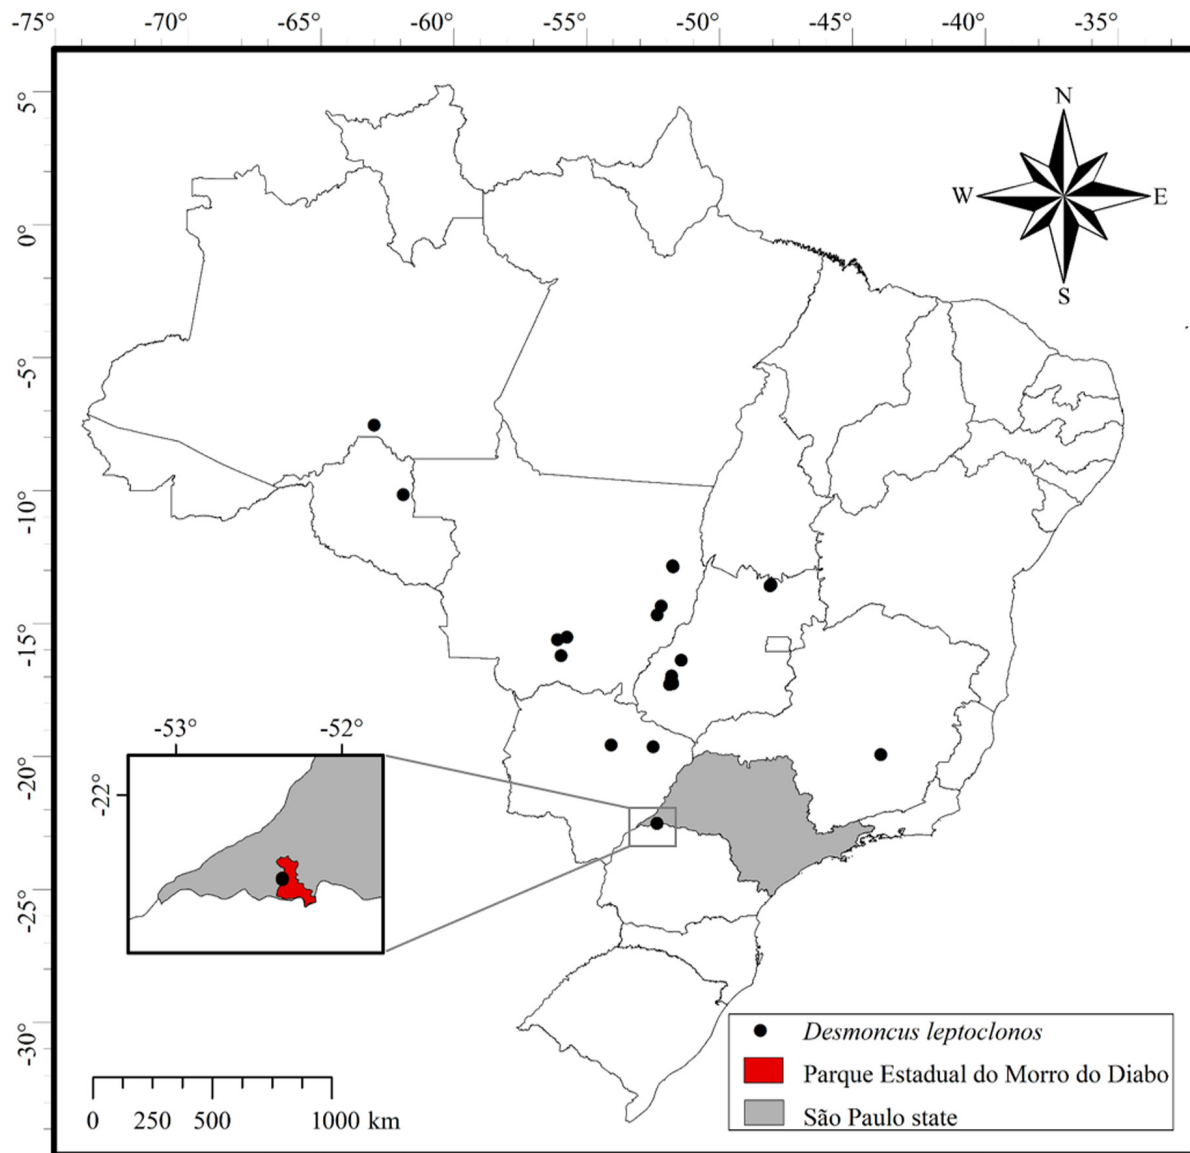 -75° -70° -65° -60° -55° -50° -45° -40° -35°
5°
0°
-5°
-10°
-15°
-20°
-25°
-30°
N
W E
S
-53° -52°
-22°
0 250 500 1000 km
Desmoncus leptoclonos
Parque Estadual do Morro do Diabo
São Paulo state